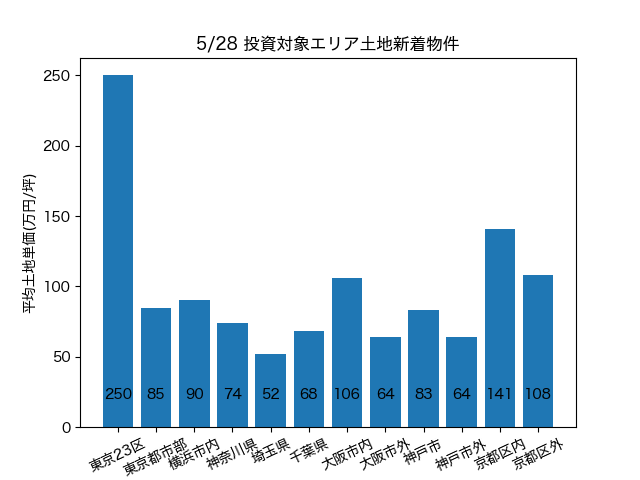 5/28 投資対象エリア土地新着物件
平均土地単価(万円/坪)
250
200
150
100
50
0
250 85 90 74 52 68 106 64 83 64 141 108
東京23区 東京都市部 横浜市内 神奈川県 埼玉県 千葉県 大阪市内 大阪市外 神戸市 神戸市外 京都区内 京都区外